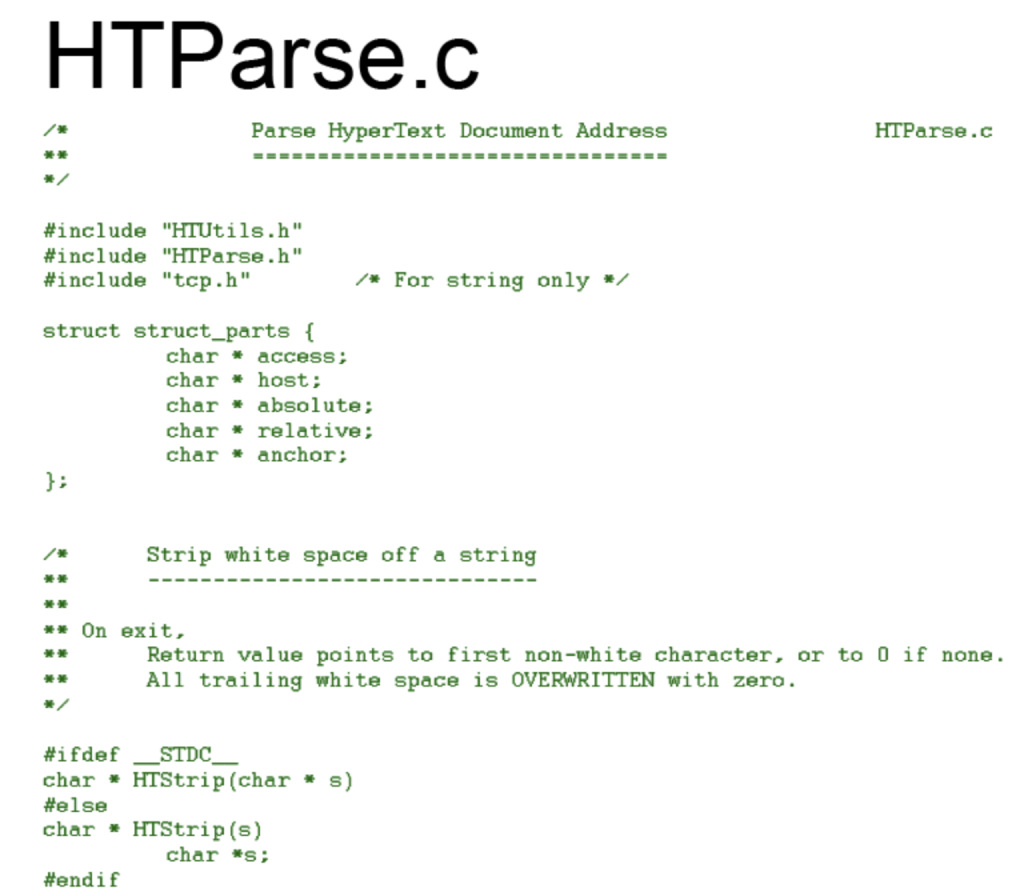 HTParse.c
/* Parse HyperText Document Address HTParse.c
** ================================
*/
#include "HTUtils.h"
#include "HTParse.h"
#include "tcp.h" /* For string only */
struct struct_parts {
char * access;
char * host;
char * absolute;
char * relative;
char * anchor;
};
/* Strip white space off a string
** ------------------------------
**
** On exit,
** Return value points to first non-white character, or to 0 if none.
** All trailing white space is OVERWRITTEN with zero.
*/
#ifdef __STDC__
char * HTStrip(char * s)
#else
char * HTStrip(s)
char *s;
#endif